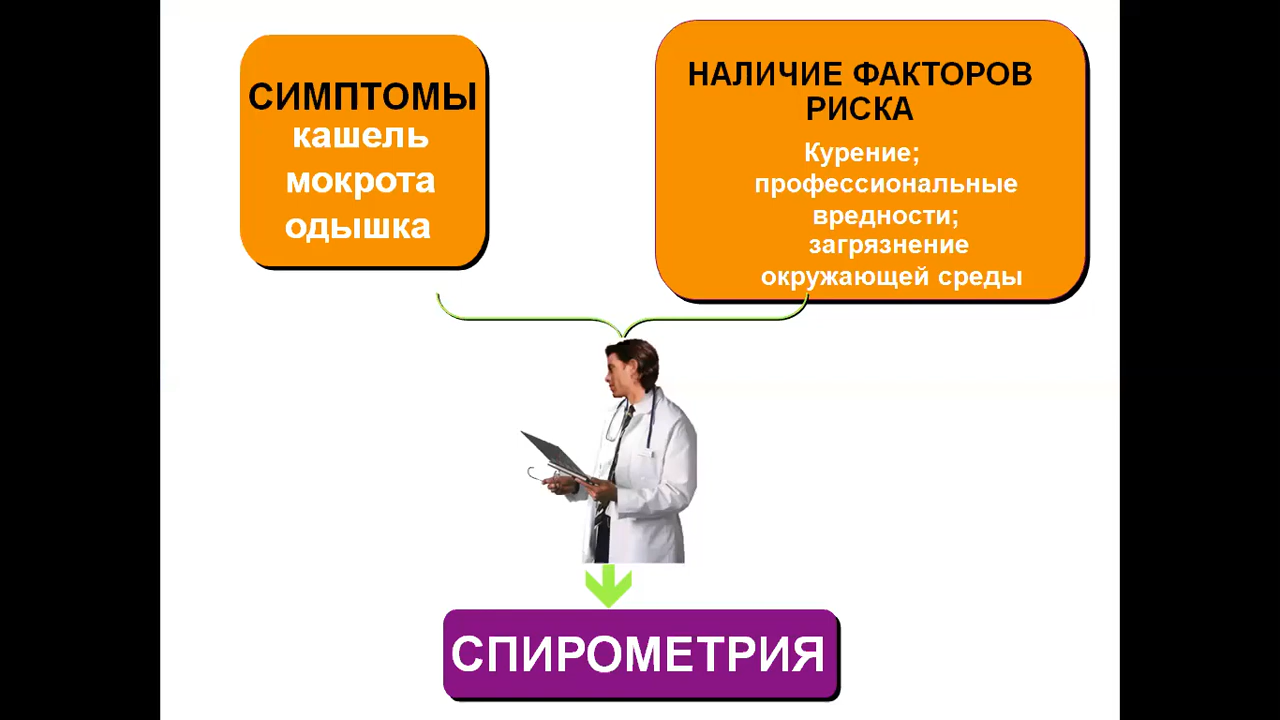 СИМПТОМЫ
кашель
мокрота
одышка
НАЛИЧИЕ ФАКТОРОВ
РИСКА
Курение;
профессиональные
вредности;
загрязнение
окружающей среды
СПИРОМЕТРИЯ